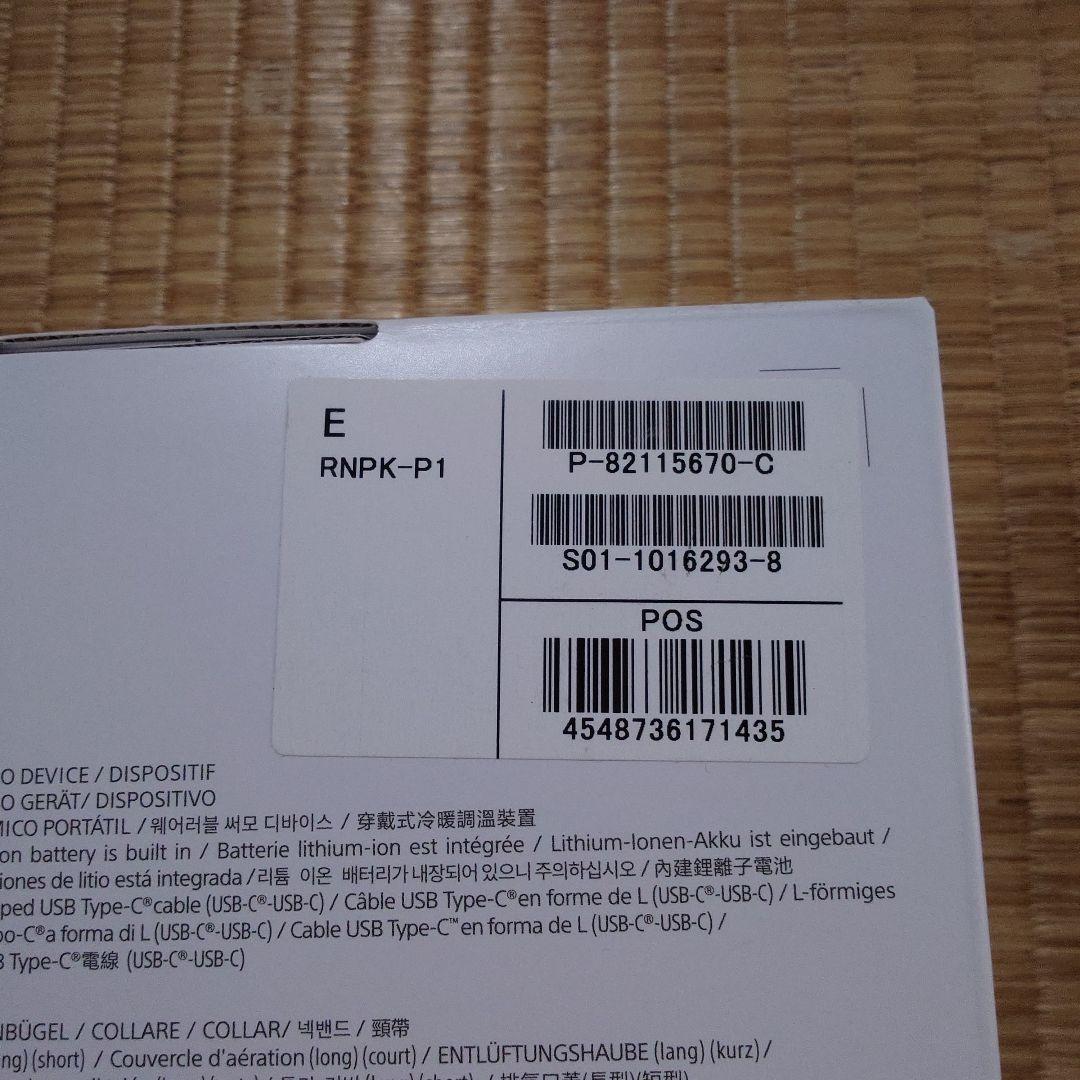 E
RNPK-P1
P-82115670-C
S01-1016293-8
POS
4548736171435
O DEVICE / DISPOSITIF
O GERÄT/ DISPOSITIVO
MICO PORTÁTIL / 웨어러블 써모 디바이스 / 穿戴式冷暖調溫裝置
on battery is built in / Batterie lithium-ion est intégrée / Lithium-Ionen-Akku ist eingebaut /
iones de litio está integrada / 리튬 이온 배터리가 내장되어 있으니 주의하십시오 / 內建鋰離子電池
ped USB Type-C® cable (USB-C®-USB-C) / Câble USB Type-C® en forme de L (USB-C®-USB-C) / L-förmiges
po-C® a forma di L (USB-C®-USB-C) / Cable USB Type-C™ en forma de L (USB-C®-USB-C) /
B Type-C®電線 (USB-C®-USB-C)
NBÜGEL / COLLARE / COLLAR/ 넥밴드 / 頸帶
ng) (short) / Couvercle d'aération (long) (court) / ENTLÜFTUNGSHAUBE (lang) (kurz) /